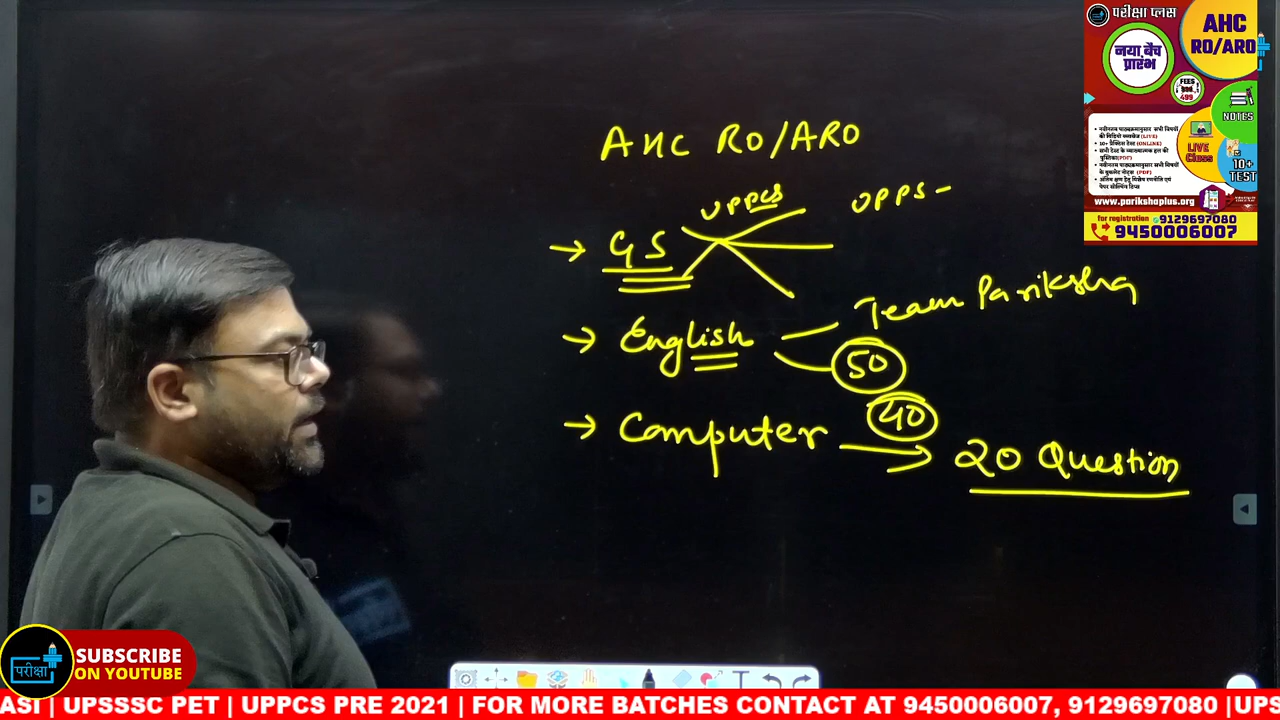 परीक्षा प्लस
AHC
RO/ARO
नया बैच
प्रारंभ
FEES
499
NOTES
LIVE
Class
10+
TEST
www.parikshaplus.org
for registration 9129697080
9450006007
AHC RO/ARO
→ GS
UPPCS
UPPS -
→ English
Team Pariksha
50
→ Computer
40
20 Question
परीक्षा
SUBSCRIBE
ON YOUTUBE
ASI | UPSSSC PET | UPPCS PRE 2021 | FOR MORE BATCHES CONTACT AT 9450006007, 9129697080 |UPS